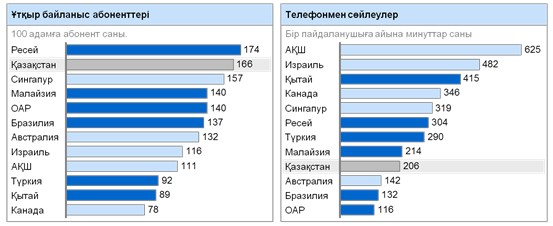 Ұтқыр байланыс абоненттері
100 адамға абонент саны.
Ресей 174
Қазақстан 166
Сингапур 157
Малайзия 140
ОАР 140
Бразилия 137
Австралия 132
Израиль 116
АҚШ 111
Түркия 92
Қытай 89
Канада 78
Телефонмен сөйлеулер
Бір пайдаланушыға айына минуттар саны
АҚШ 625
Израиль 482
Қытай 415
Канада 346
Сингапур 319
Ресей 304
Түркия 290
Малайзия 214
Қазақстан 206
Австралия 142
Бразилия 132
ОАР 116